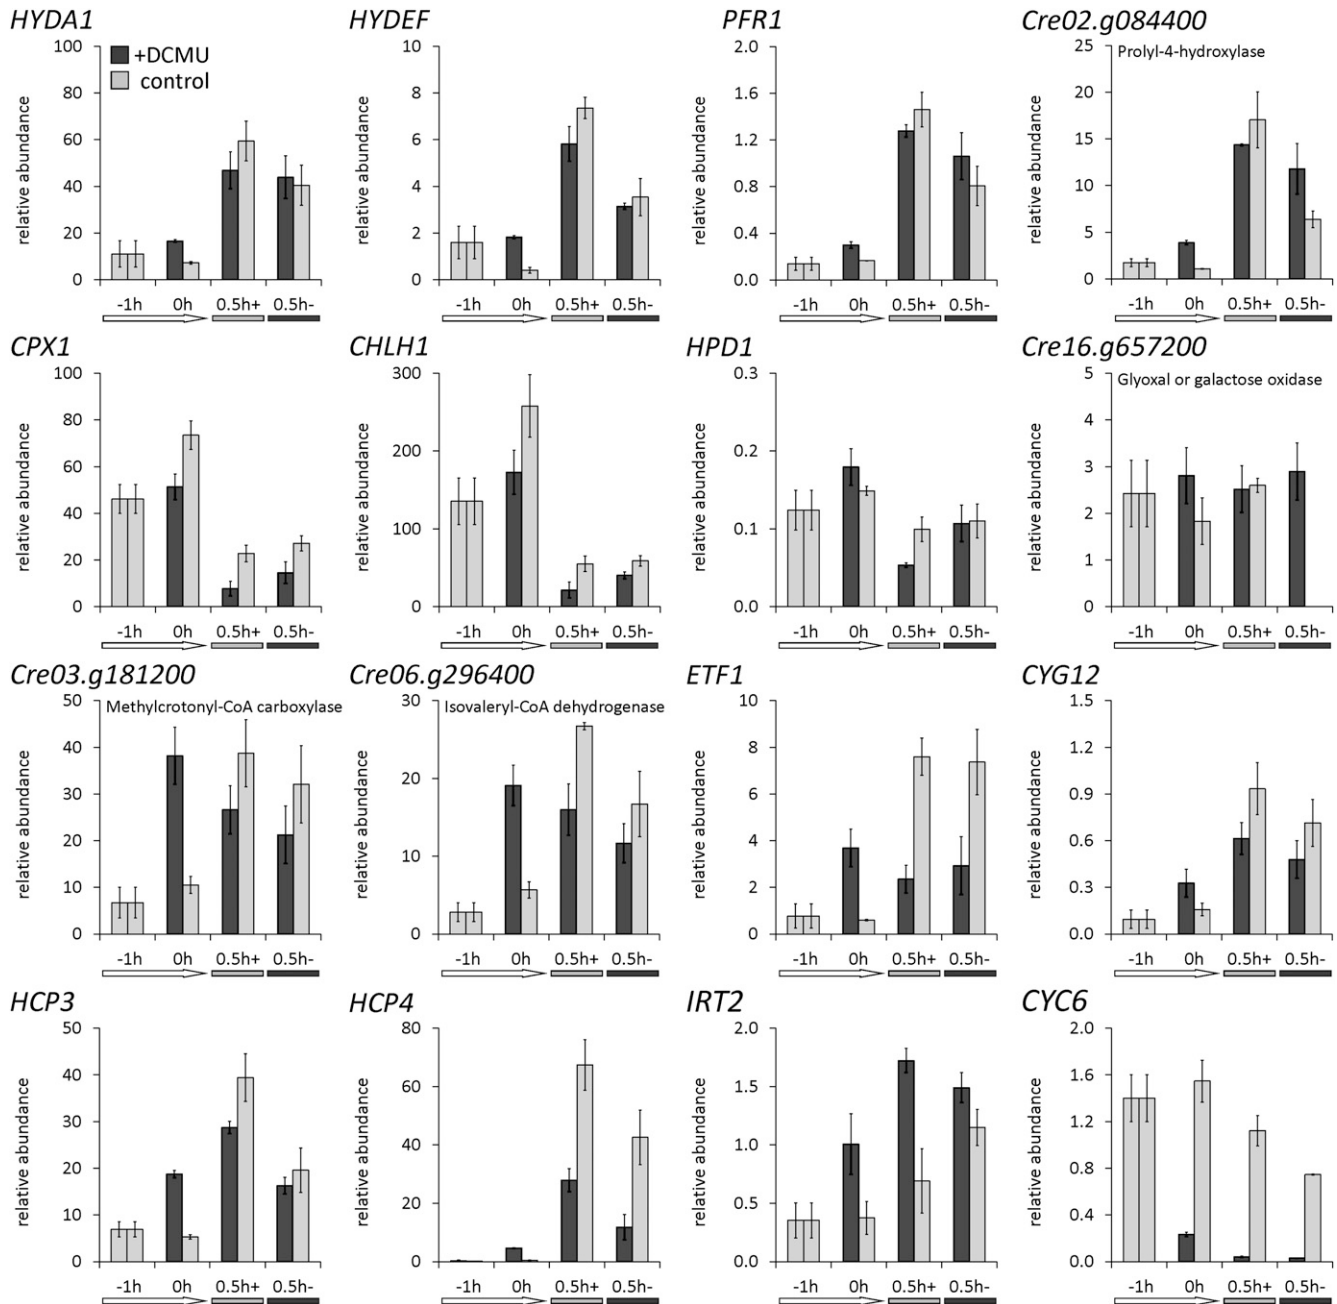 HYDA1
HYDEF
PFR1
Cre02.g084400
100
80
60
40
20
0
relative abundance
+DCMU
control
-1h 0h 0.5h+ 0.5h-
10
8
6
4
2
0
relative abundance
-1h 0h 0.5h+ 0.5h-
2.0
1.6
1.2
0.8
0.4
0.0
relative abundance
-1h 0h 0.5h+ 0.5h-
25
20
15
10
5
0
relative abundance
Prolyl-4-hydroxylase
-1h 0h 0.5h+ 0.5h-
CPX1
CHLH1
HPD1
Cre16.g657200
100
80
60
40
20
0
relative abundance
-1h 0h 0.5h+ 0.5h-
300
200
100
0
relative abundance
-1h 0h 0.5h+ 0.5h-
0.3
0.2
0.1
0.0
relative abundance
-1h 0h 0.5h+ 0.5h-
5
4
3
2
1
0
relative abundance
Glyoxal or galactose oxidase
-1h 0h 0.5h+ 0.5h-
Cre03.g181200
Cre06.g296400
ETF1
CYG12
50
40
30
20
10
0
relative abundance
Methylcrotonyl-CoA carboxylase
-1h 0h 0.5h+ 0.5h-
30
20
10
0
relative abundance
Isovaleryl-CoA dehydrogenase
-1h 0h 0.5h+ 0.5h-
10
8
6
4
2
0
relative abundance
-1h 0h 0.5h+ 0.5h-
1.5
1.2
0.9
0.6
0.3
0.0
relative abundance
-1h 0h 0.5h+ 0.5h-
HCP3
HCP4
IRT2
CYC6
50
40
30
20
10
0
relative abundance
-1h 0h 0.5h+ 0.5h-
80
60
40
20
0
relative abundance
-1h 0h 0.5h+ 0.5h-
2.0
1.5
1.0
0.5
0.0
relative abundance
-1h 0h 0.5h+ 0.5h-
2.0
1.6
1.2
0.8
0.4
0.0
relative abundance
-1h 0h 0.5h+ 0.5h-